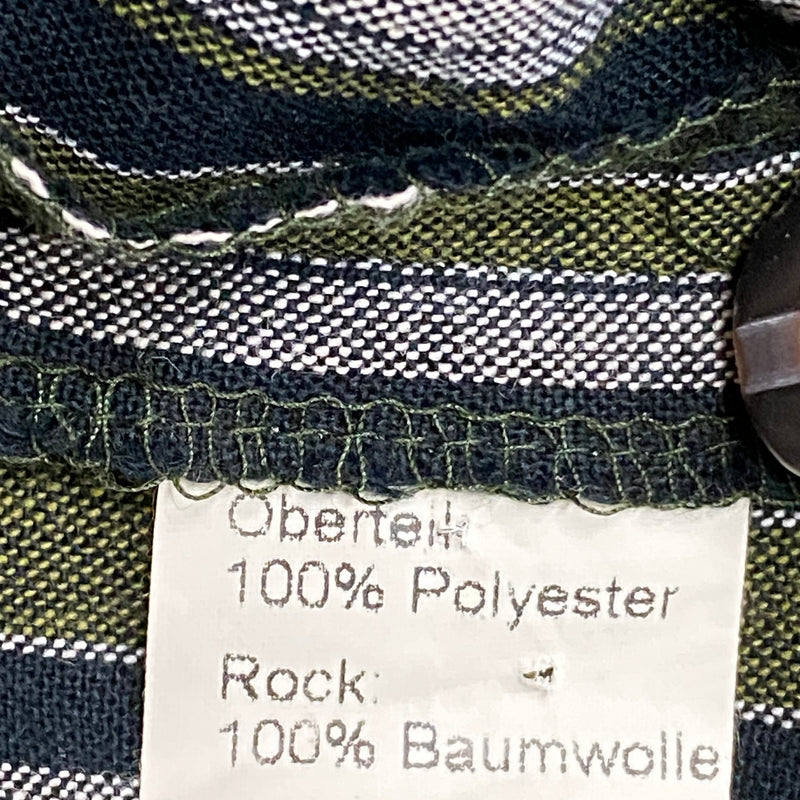 Oberteil:
100% Polyester
Rock:
100% Baumwolle